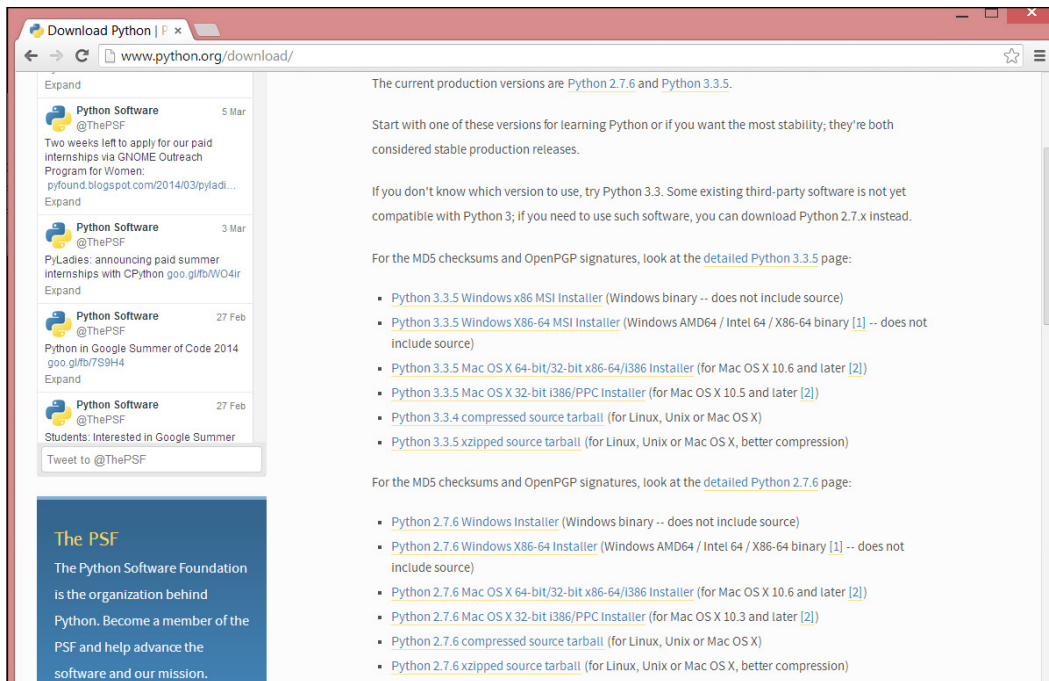 Download Python | P
www.python.org/download/
Expand
Python Software
5 Mar
@ThePSF
Two weeks left to apply for our paid
internships via GNOME Outreach
Program for Women:
pyfound.blogspot.com/2014/03/pyladi...
Expand
Python Software
3 Mar
@ThePSF
PyLadies: announcing paid summer
internships with CPython goo.gl/fb/WO4ir
Expand
Python Software
27 Feb
@ThePSF
Python in Google Summer of Code 2014
goo.gl/fb/7S9H4
Expand
Python Software
27 Feb
@ThePSF
Students: Interested in Google Summer
Tweet to @ThePSF
The PSF
The Python Software Foundation
is the organization behind
Python. Become a member of the
PSF and help advance the
software and our mission.
The current production versions are Python 2.7.6 and Python 3.3.5.
Start with one of these versions for learning Python or if you want the most stability; they're both
considered stable production releases.
If you don't know which version to use, try Python 3.3. Some existing third-party software is not yet
compatible with Python 3; if you need to use such software, you can download Python 2.7.x instead.
For the MD5 checksums and OpenPGP signatures, look at the detailed Python 3.3.5 page:
▪ Python 3.3.5 Windows x86 MSI Installer (Windows binary -- does not include source)
▪ Python 3.3.5 Windows X86-64 MSI Installer (Windows AMD64 / Intel 64 / X86-64 binary [1] -- does not
include source)
▪ Python 3.3.5 Mac OS X 64-bit/32-bit x86-64/i386 Installer (for Mac OS X 10.6 and later [2])
▪ Python 3.3.5 Mac OS X 32-bit i386/PPC Installer (for Mac OS X 10.5 and later [2])
▪ Python 3.3.4 compressed source tarball (for Linux, Unix or Mac OS X)
▪ Python 3.3.5 xzipped source tarball (for Linux, Unix or Mac OS X, better compression)
For the MD5 checksums and OpenPGP signatures, look at the detailed Python 2.7.6 page:
▪ Python 2.7.6 Windows Installer (Windows binary -- does not include source)
▪ Python 2.7.6 Windows X86-64 Installer (Windows AMD64 / Intel 64 / X86-64 binary [1] -- does not
include source)
▪ Python 2.7.6 Mac OS X 64-bit/32-bit x86-64/i386 Installer (for Mac OS X 10.6 and later [2])
▪ Python 2.7.6 Mac OS X 32-bit i386/PPC Installer (for Mac OS X 10.3 and later [2])
▪ Python 2.7.6 compressed source tarball (for Linux, Unix or Mac OS X)
▪ Python 2.7.6 xzipped source tarball (for Linux, Unix or Mac OS X, better compression)